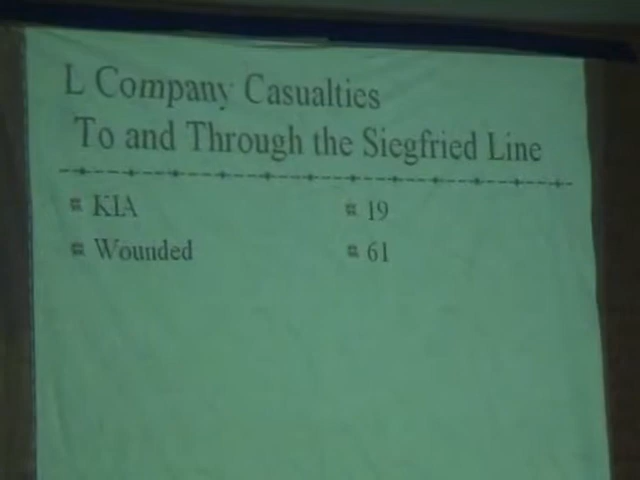 L Company Casualties
To and Through the Siegfried Line
KIA 19
Wounded 61